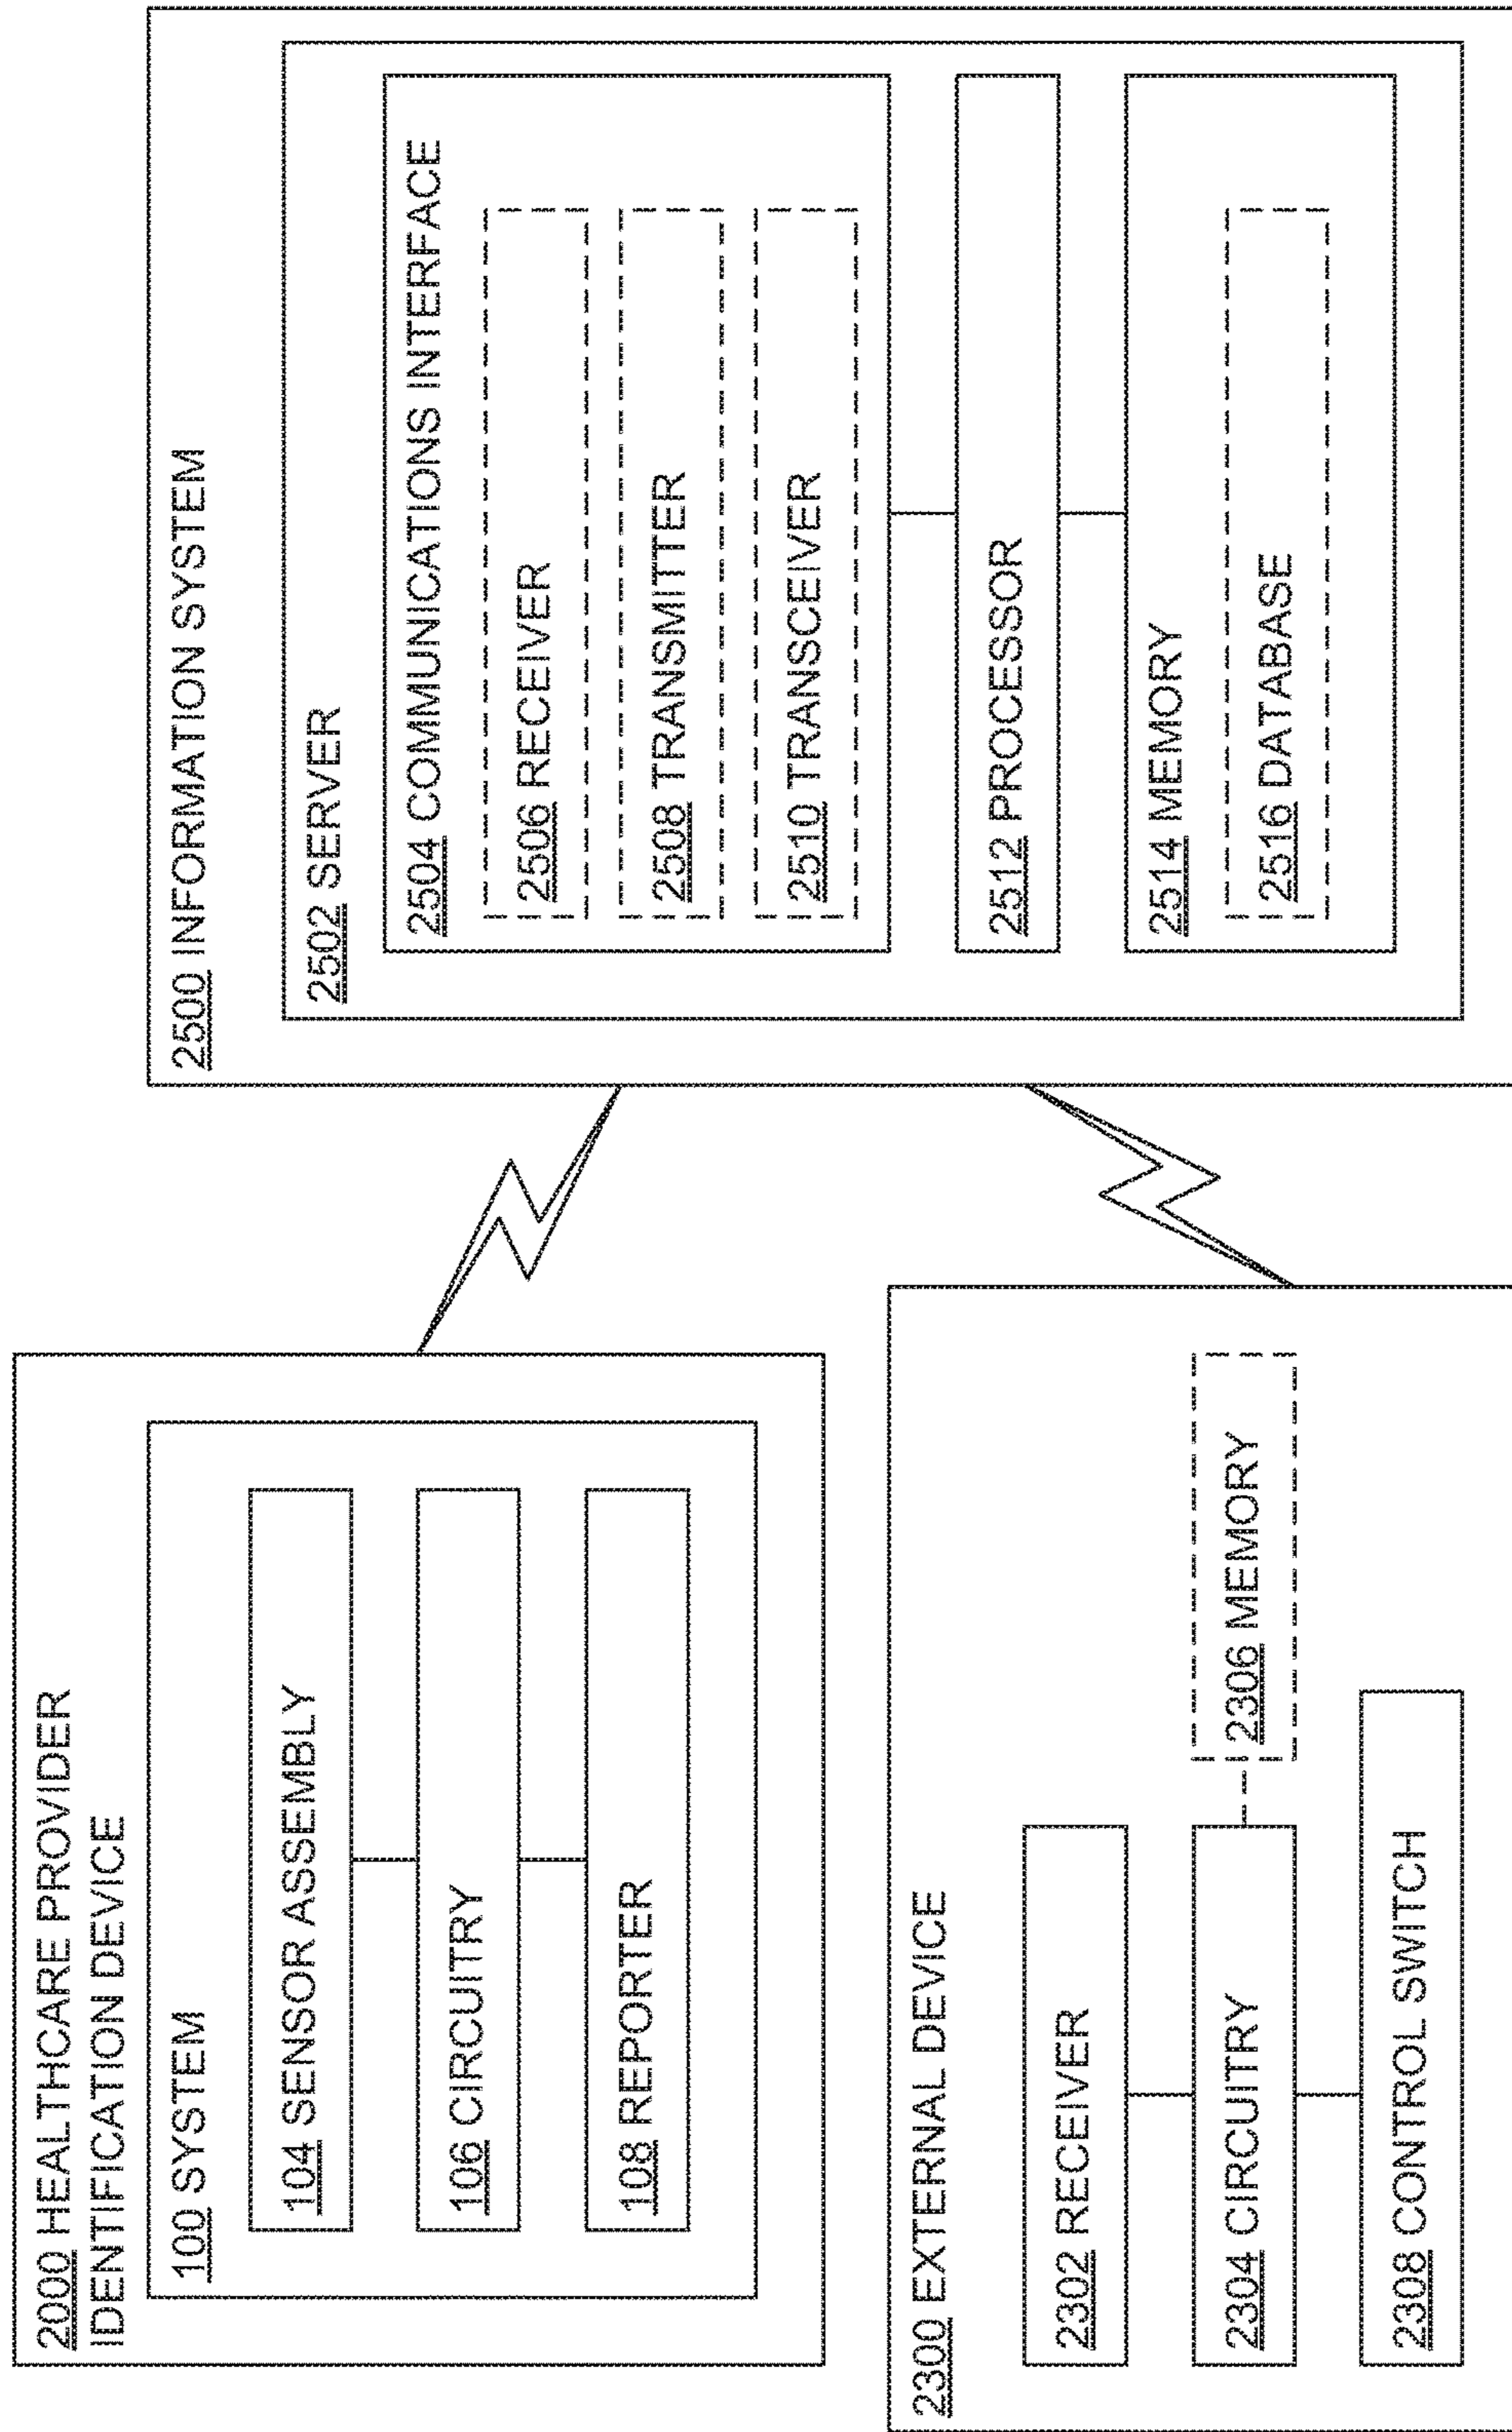 2000 HEALTHCARE PROVIDER
IDENTIFICATION DEVICE
100 SYSTEM
104 SENSOR ASSEMBLY
106 CIRCUITRY
108 REPORTER
2300 EXTERNAL DEVICE
2302 RECEIVER
2304 CIRCUITRY
2306 MEMORY
2308 CONTROL SWITCH
2500 INFORMATION SYSTEM
2502 SERVER
2504 COMMUNICATIONS INTERFACE
2506 RECEIVER
2508 TRANSMITTER
2510 TRANSCEIVER
2512 PROCESSOR
2514 MEMORY
2516 DATABASE